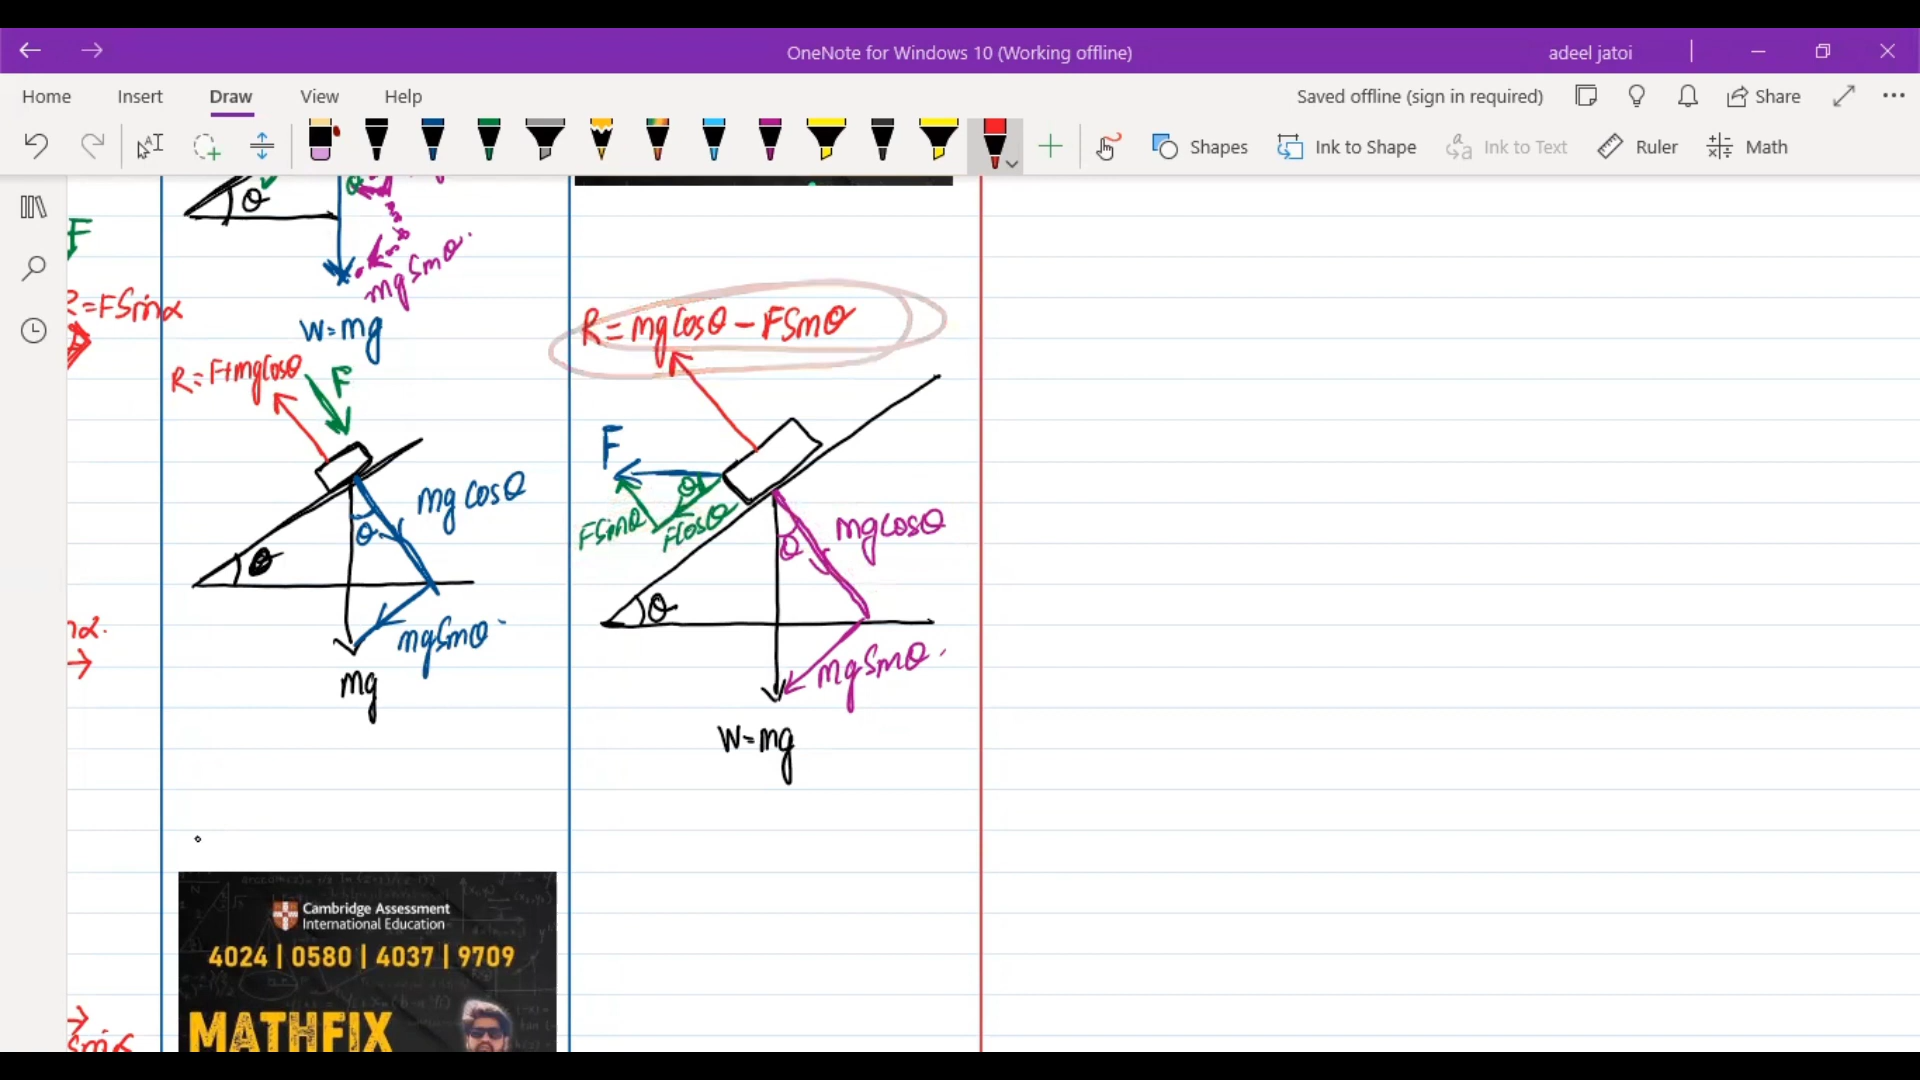 OneNote for Windows 10 (Working offline)
adeel jatoi
Home Insert Draw View Help
Saved offline (sign in required)
Share
Shapes
Ink to Shape
Ink to Text
Ruler
Math
F
R=FSinα
θ
θ
mgSinθ
W=mg
R=F+mgCosθ
F
mg Cosθ
θ
θ
mgSinθ
mg
R=mgCosθ-FSinθ
F
θ
FSinθ
FCosθ
mgCosθ
θ
θ
mgSinθ
W=mg
Cambridge Assessment
International Education
4024 | 0580 | 4037 | 9709
MATHFIX